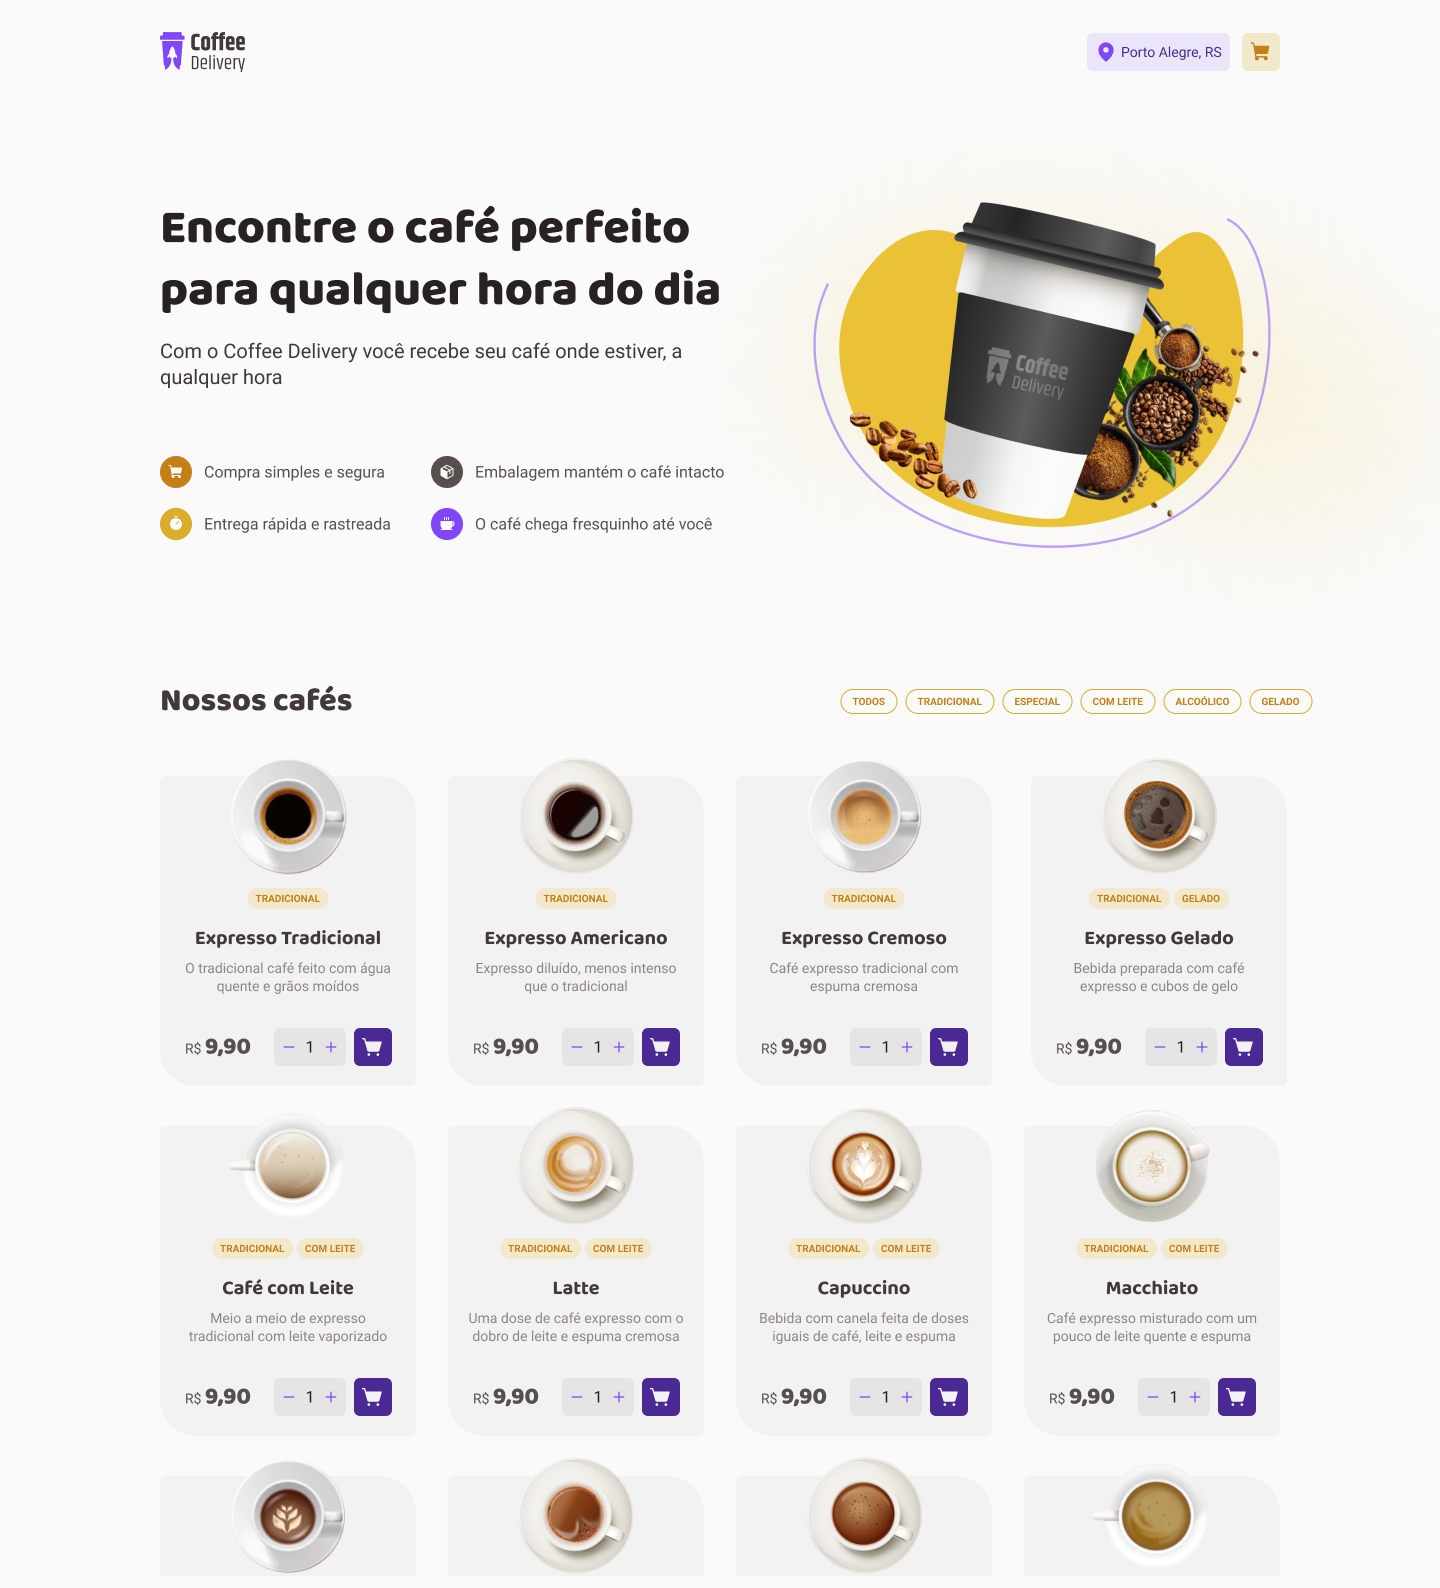 Coffee
Delivery
Porto Alegre, RS
Encontre o café perfeito
para qualquer hora do dia
Com o Coffee Delivery você recebe seu café onde estiver, a
qualquer hora
Coffee
Delivery
Compra simples e segura
Embalagem mantém o café intacto
Entrega rápida e rastreada
O café chega fresquinho até você
Nossos cafés
TODOS
TRADICIONAL
ESPECIAL
COM LEITE
ALCOÓLICO
GELADO
TRADICIONAL
Expresso Tradicional
O tradicional café feito com água
quente e grãos moídos
R$ 9,90
1
TRADICIONAL
Expresso Americano
Expresso diluído, menos intenso
que o tradicional
R$ 9,90
1
TRADICIONAL
Expresso Cremoso
Café expresso tradicional com
espuma cremosa
R$ 9,90
1
TRADICIONAL GELADO
Expresso Gelado
Bebida preparada com café
expresso e cubos de gelo
R$ 9,90
1
TRADICIONAL COM LEITE
Café com Leite
Meio a meio de expresso
tradicional com leite vaporizado
R$ 9,90
1
TRADICIONAL COM LEITE
Latte
Uma dose de café expresso com o
dobro de leite e espuma cremosa
R$ 9,90
1
TRADICIONAL COM LEITE
Capuccino
Bebida com canela feita de doses
iguais de café, leite e espuma
R$ 9,90
1
TRADICIONAL COM LEITE
Macchiato
Café expresso misturado com um
pouco de leite quente e espuma
R$ 9,90
1